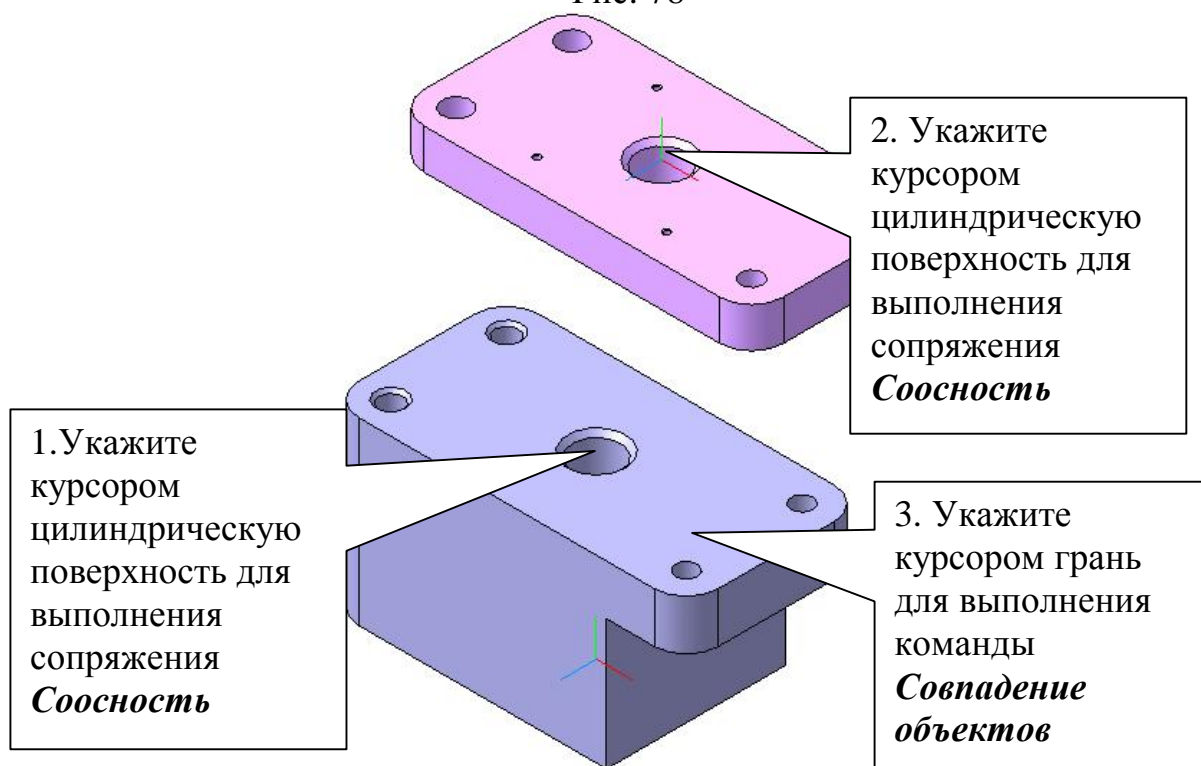 2. Укажите
курсором
цилиндрическую
поверхность для
выполнения
сопряжения
Соосность
1.Укажите
курсором
цилиндрическую
поверхность для
выполнения
сопряжения
Соосность
3. Укажите
курсором грань
для выполнения
команды
Совпадение
объектов